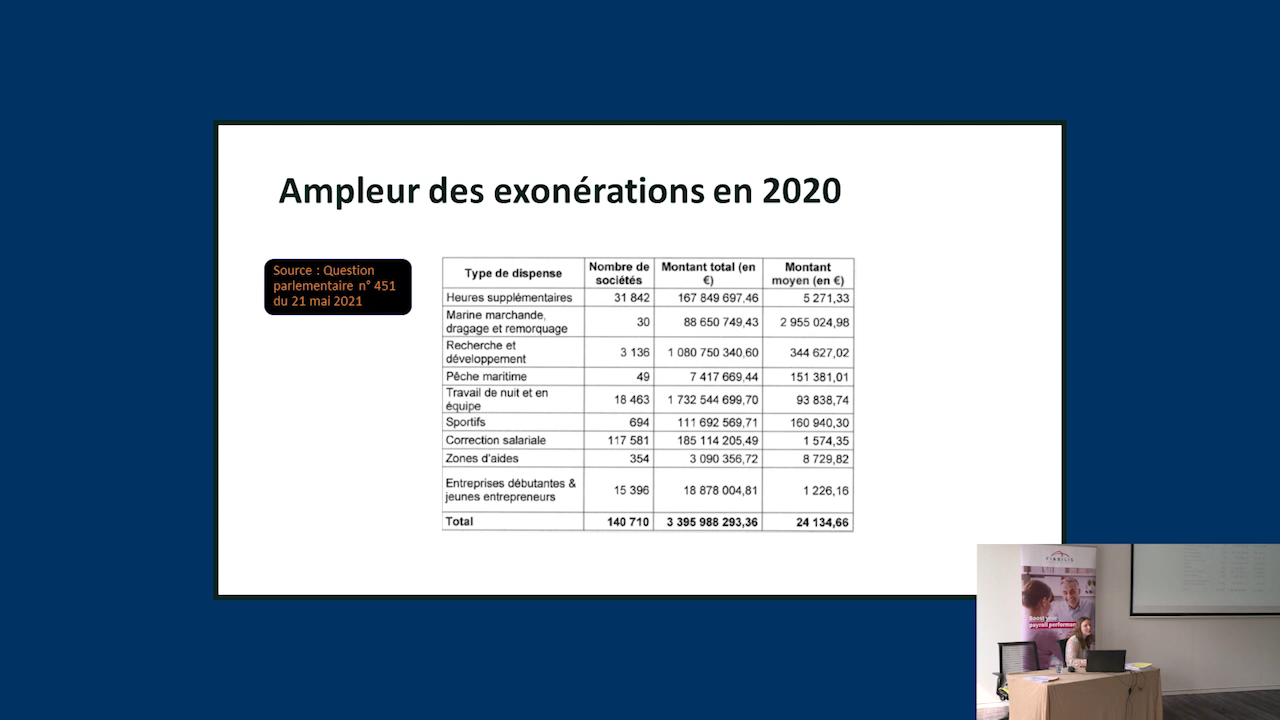 Ampleur des exonérations en 2020
Source : Question
parlementaire n° 451
du 21 mai 2021
Type de dispense Nombre de sociétés Montant total (en €) Montant moyen (en €)
Heures supplémentaires 31 842 167 849 697,46 5 271,33
Marine marchande, dragage et remorquage 30 88 650 749,43 2 955 024,98
Recherche et développement 3 136 1 080 750 340,60 344 627,02
Pêche maritime 49 7 417 669,44 151 381,01
Travail de nuit et en équipe 18 463 1 732 544 699,70 93 838,74
Sportifs 694 111 692 569,71 160 940,30
Correction salariale 117 581 185 114 205,49 1 574,35
Zones d'aides 354 3 090 356,72 8 729,82
Entreprises débutantes & jeunes entrepreneurs 15 396 18 878 004,81 1 226,16
Total 140 710 3 395 988 293,36 24 134,66
FIABILIS
Boost your
payroll performan